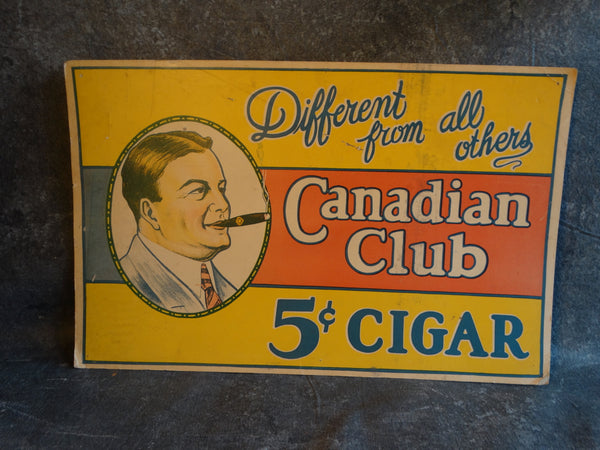 Different
from all
others
Canadian
Club
5¢ CIGAR